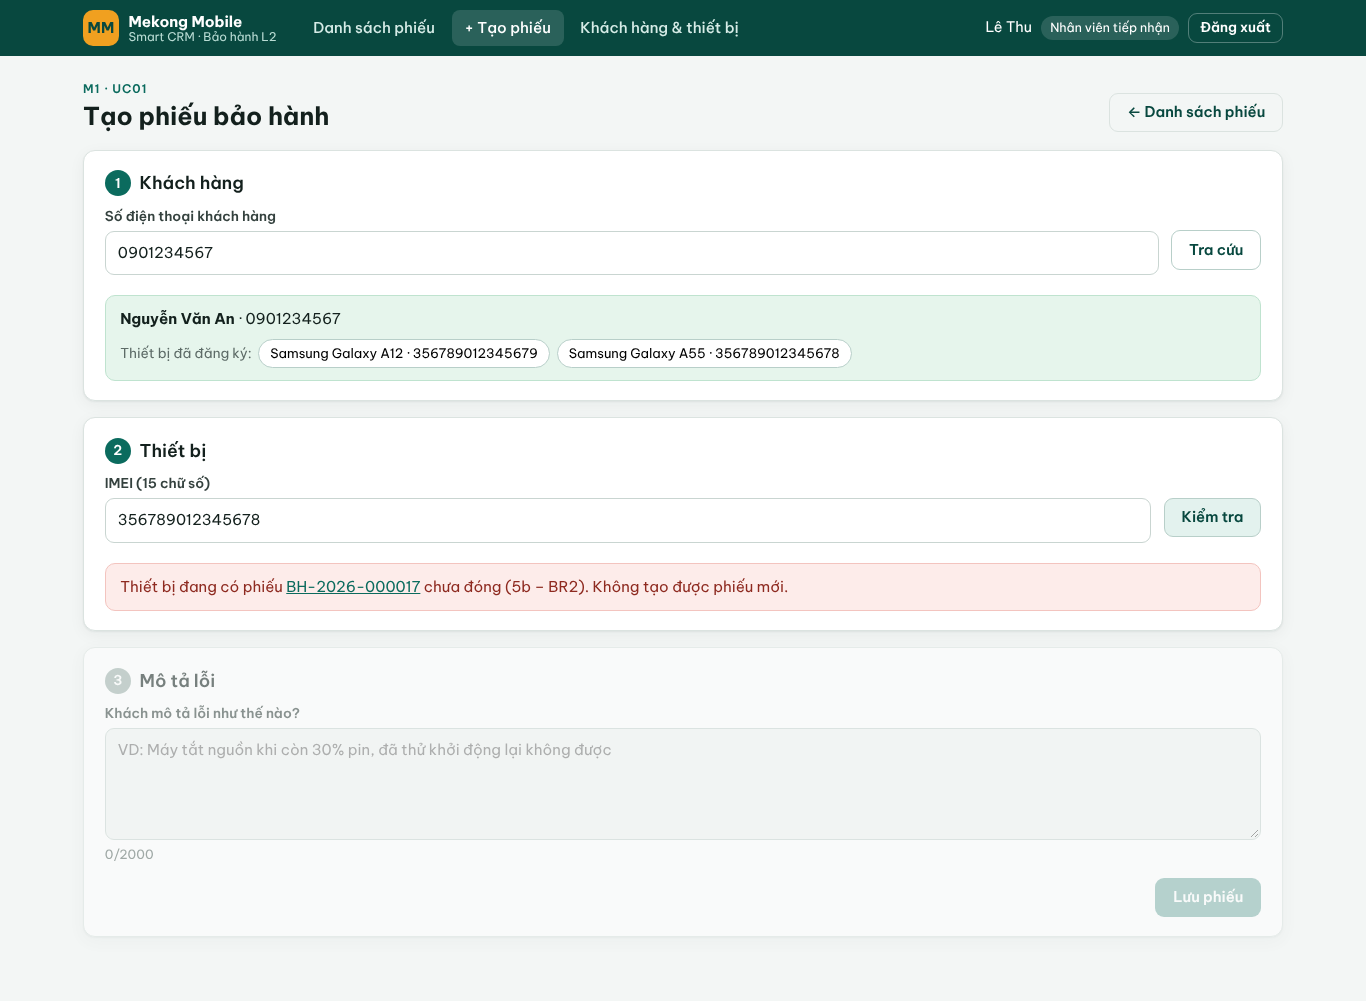 MM
Mekong Mobile
Smart CRM · Bảo hành L2
Danh sách phiếu
+ Tạo phiếu
Khách hàng & thiết bị
Lê Thu
Nhân viên tiếp nhận
Đăng xuất
M1 · UC01
Tạo phiếu bảo hành
← Danh sách phiếu
1 Khách hàng
Số điện thoại khách hàng
0901234567
Tra cứu
Nguyễn Văn An · 0901234567
Thiết bị đã đăng ký: Samsung Galaxy A12 · 356789012345679 Samsung Galaxy A55 · 356789012345678
2 Thiết bị
IMEI (15 chữ số)
356789012345678
Kiểm tra
Thiết bị đang có phiếu BH-2026-000017 chưa đóng (5b – BR2). Không tạo được phiếu mới.
3 Mô tả lỗi
Khách mô tả lỗi như thế nào?
VD: Máy tắt nguồn khi còn 30% pin, đã thử khởi động lại không được
0/2000
Lưu phiếu